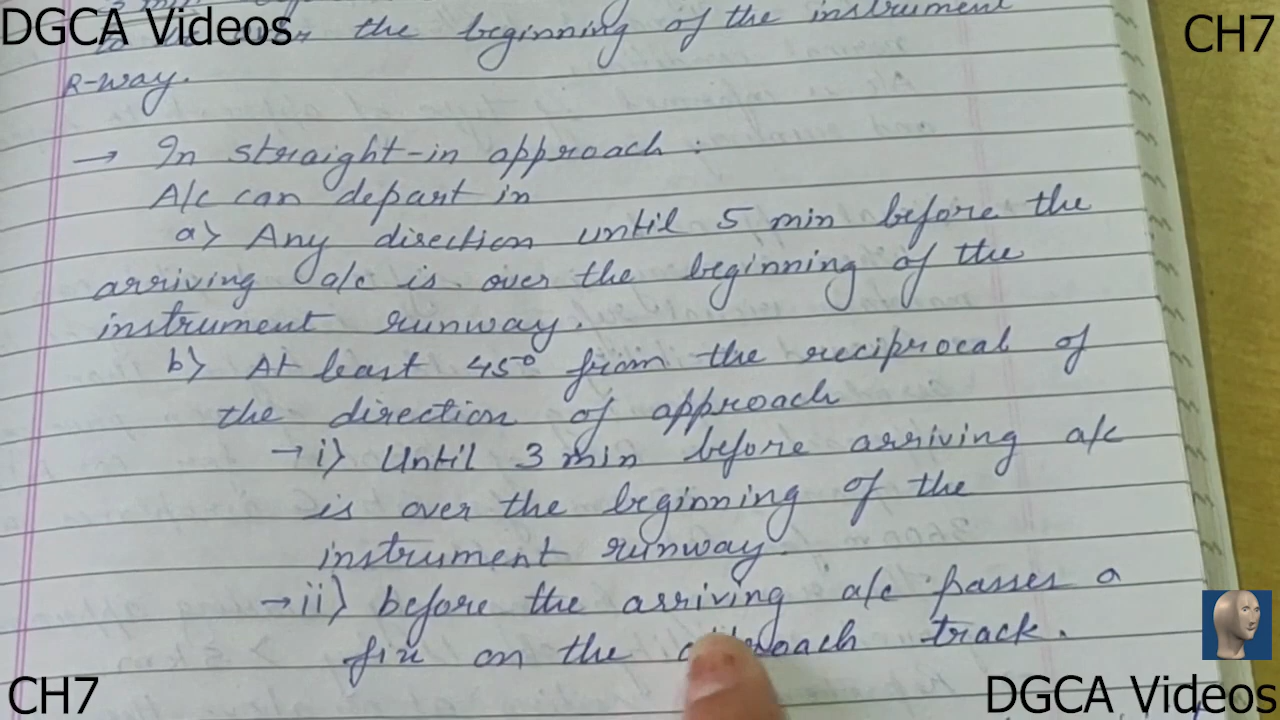 DGCA Videos
CH7
the beginning of the instrument
R-way.
→ In straight-in approach :
A/c can depart in
a> Any direction until 5 min before the
arriving a/c is over the beginning of the
instrument runway.
b> At least 45° from the reciprocal of
the direction of approach
→ i> Until 3 min before arriving a/c
is over the beginning of the
instrument runway.
→ ii> before the arriving a/c passes a
fix on the approach track.
CH7
DGCA Videos